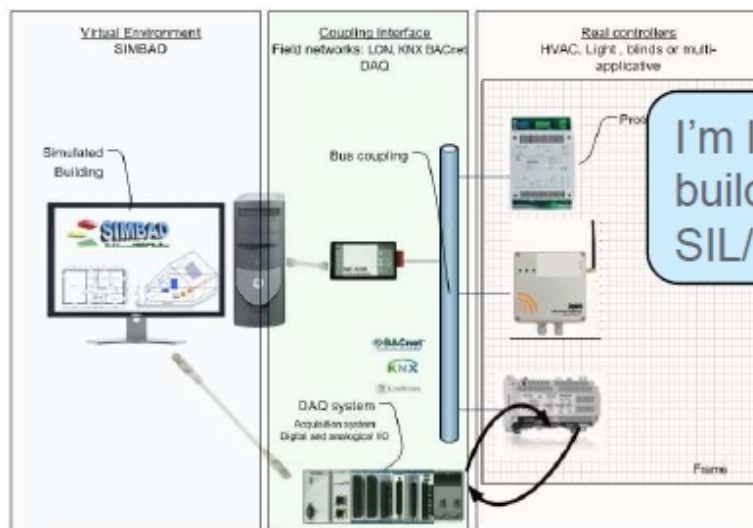 Virtual Environment
SIMBAD
Coupling Interface
Field networks: LON, KNX BACnet
DAQ
Real controllers
HVAC, Light , blinds or multi-
applicative
Simulated
Building
Bus coupling
SIMBAD
BACnet
KNX
DAQ system
Acquisition system
Digital and analogical I/O
I'm
build
SIL/
Frame